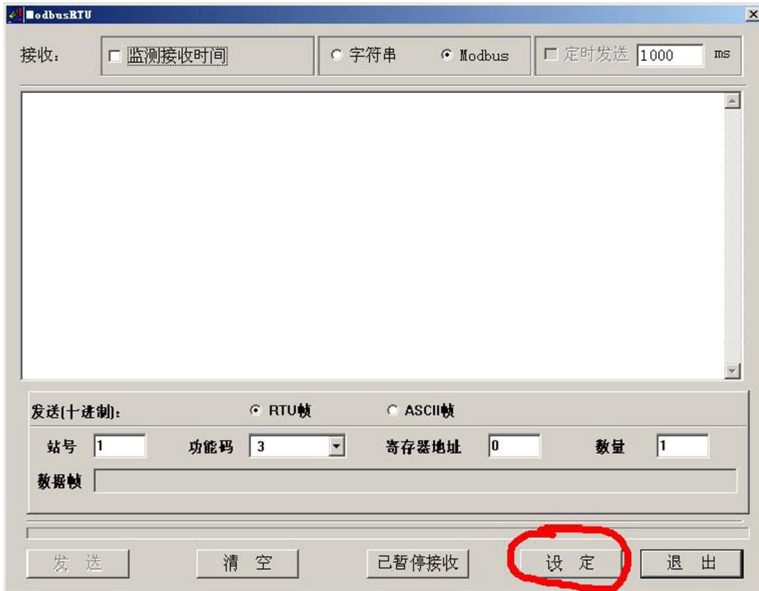 ModbusRTU
接收： 监测接收时间 字符串 Modbus 定时发送 1000 ms
发送(十进制)： RTU帧 ASCII帧
站号 1 功能码 3 寄存器地址 0 数量 1
数据帧
发 送 清 空 已暂停接收 设 定 退 出